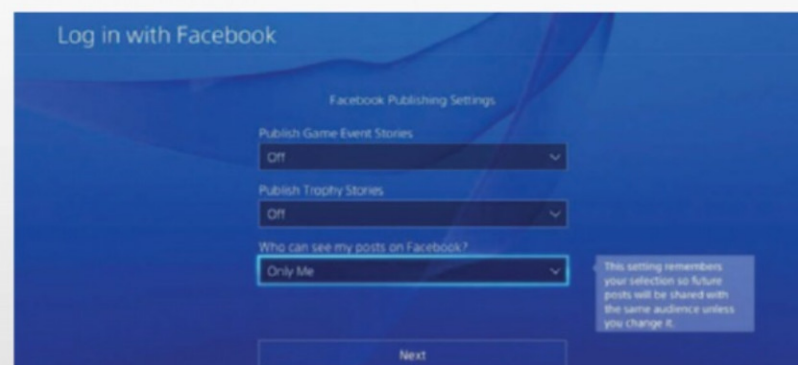 Log in with Facebook
Facebook Publishing Settings
Publish Game Event Stories
Off
Publish Trophy Stories
Off
Who can see my posts on Facebook?
Only Me
This setting remembers
your selection so future
posts will be shared with
the same audience unless
you change it.
Next